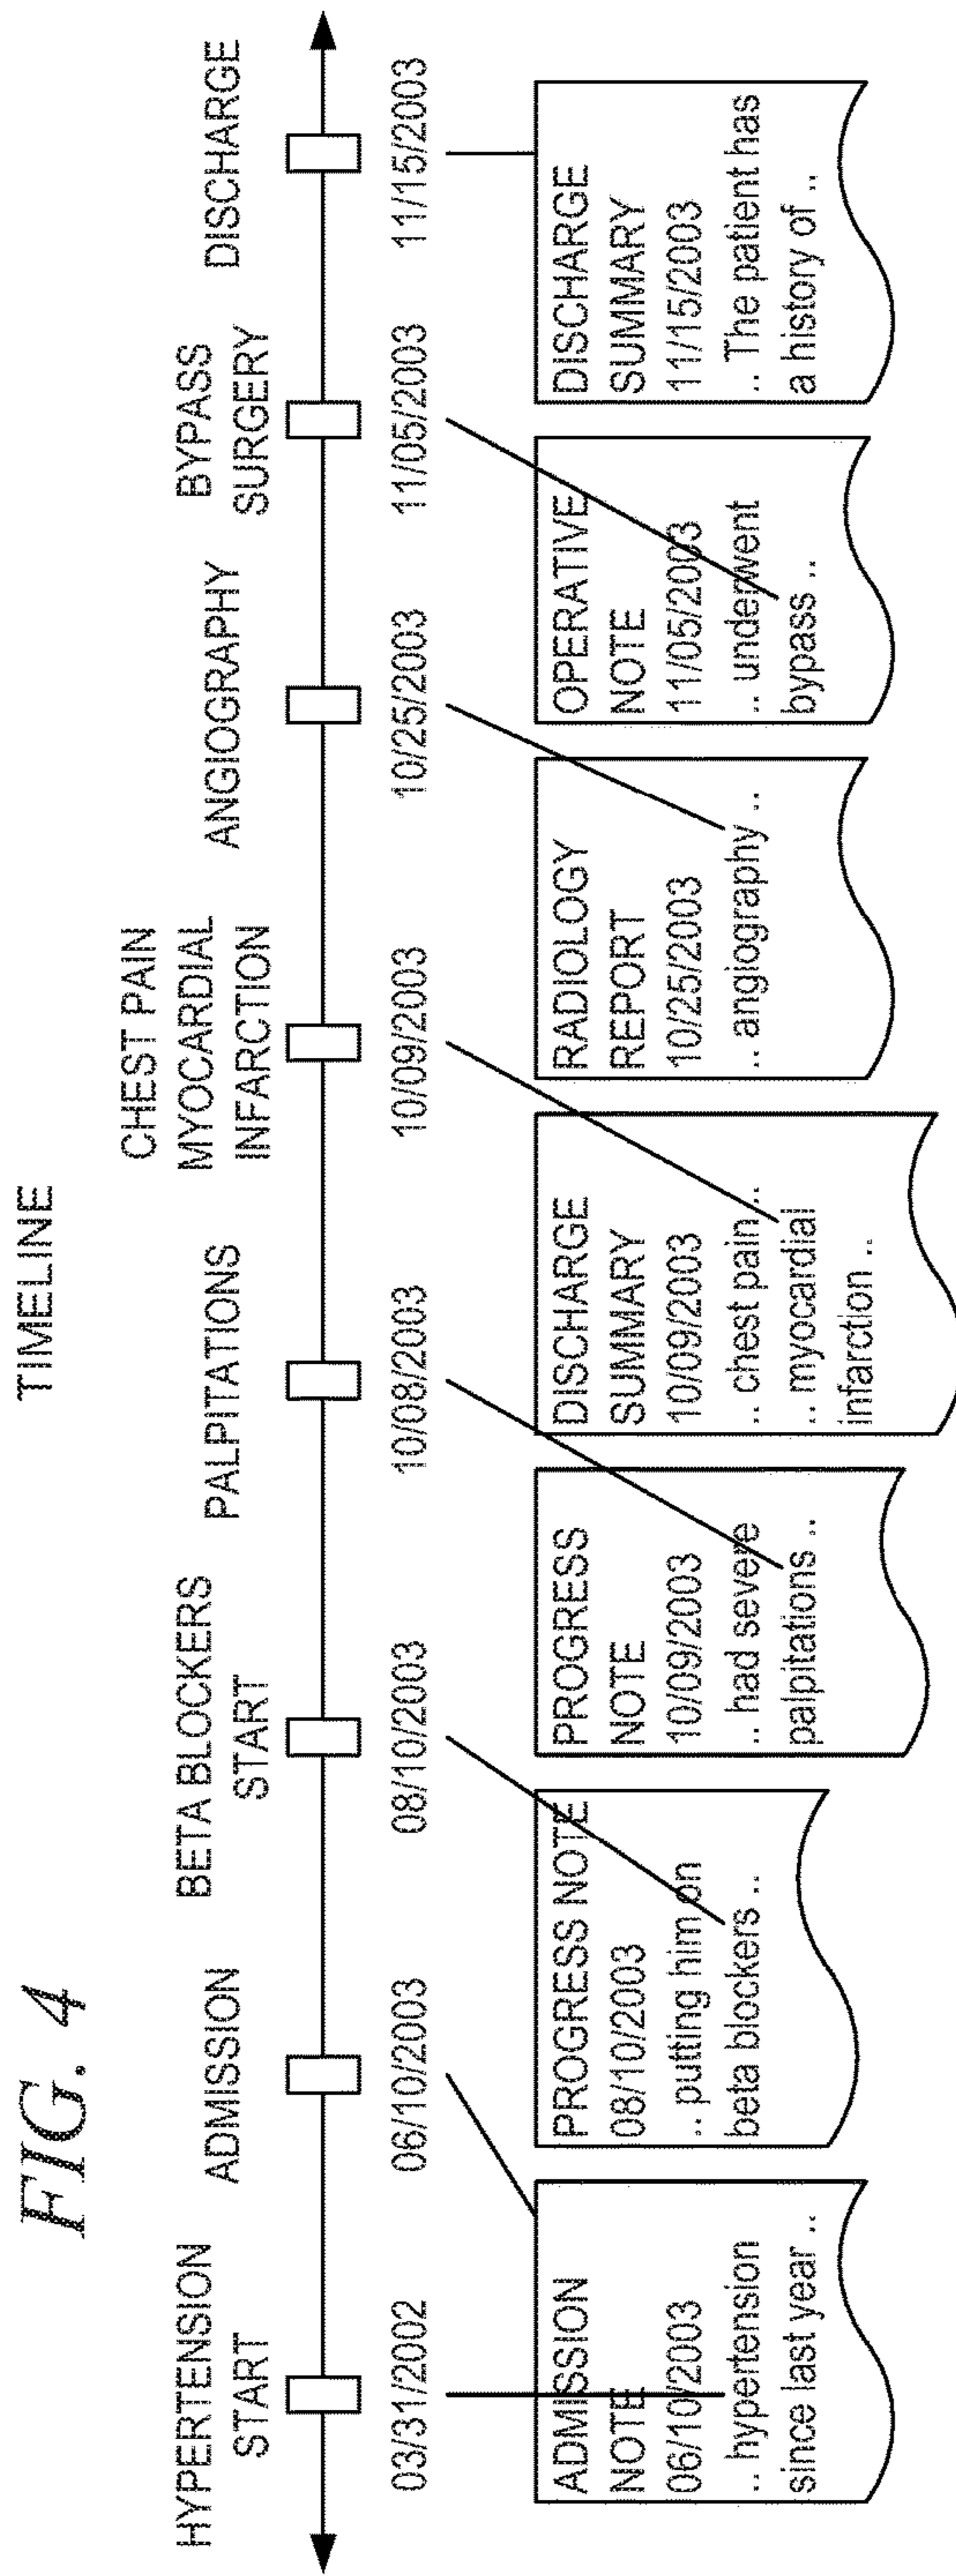 FIG. 4
TIMELINE
HYPERTENSION
START
ADMISSION
BETA BLOCKERS
START
PALPITATIONS
CHEST PAIN
MYOCARDIAL
INFARCTION
ANGIOGRAPHY
BYPASS
SURGERY
DISCHARGE
03/31/2002
06/10/2003
08/10/2003
10/08/2003
10/09/2003
10/25/2003
11/05/2003
11/15/2003
ADMISSION
NOTE
06/10/2003
.. hypertension
since last year ..
PROGRESS NOTE
08/10/2003
.. putting him on
beta blockers ..
PROGRESS
NOTE
10/09/2003
.. had severe
palpitations ..
DISCHARGE
SUMMARY
10/09/2003
.. chest pain ..
.. myocardial
infarction ..
RADIOLOGY
REPORT
10/25/2003
.. angiography ..
OPERATIVE
NOTE
11/05/2003
.. underwent
bypass ..
DISCHARGE
SUMMARY
11/15/2003
.. The patient has
a history of ..